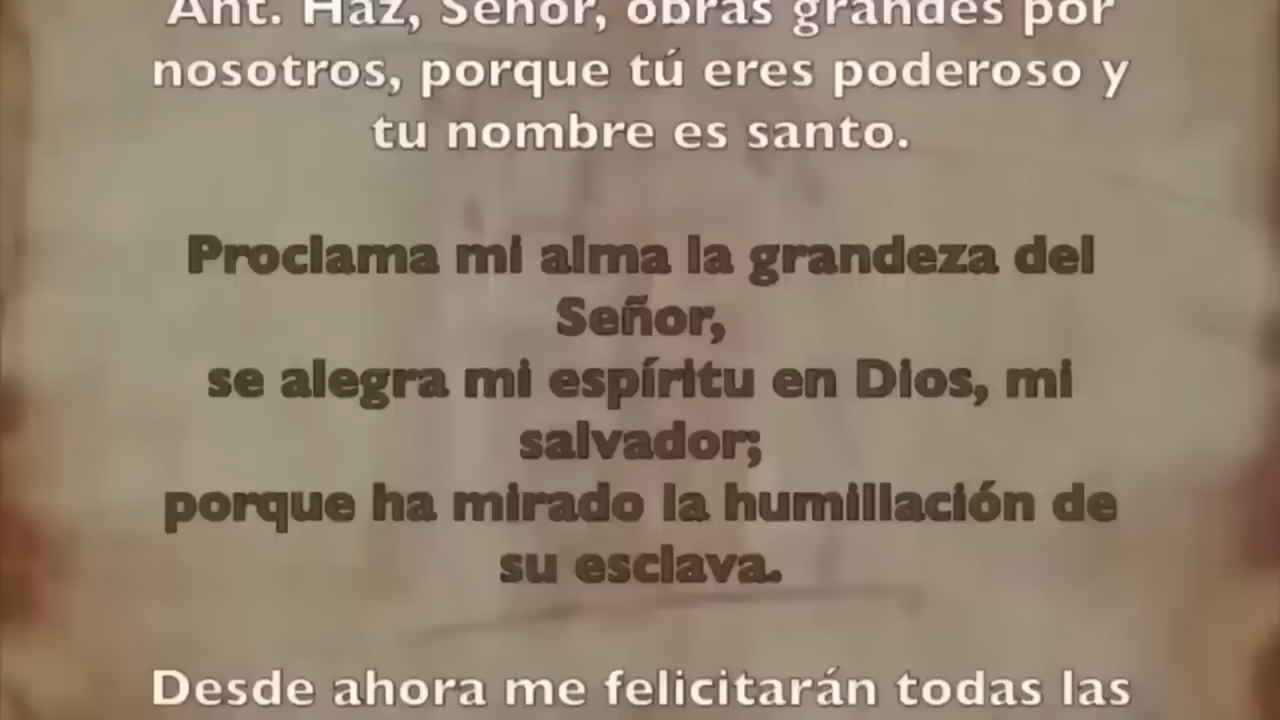 Ant. Haz, Señor, obras grandes por
nosotros, porque tú eres poderoso y
tu nombre es santo.
Proclama mi alma la grandeza del
Señor,
se alegra mi espíritu en Dios, mi
salvador;
porque ha mirado la humillación de
su esclava.
Desde ahora me felicitarán todas las